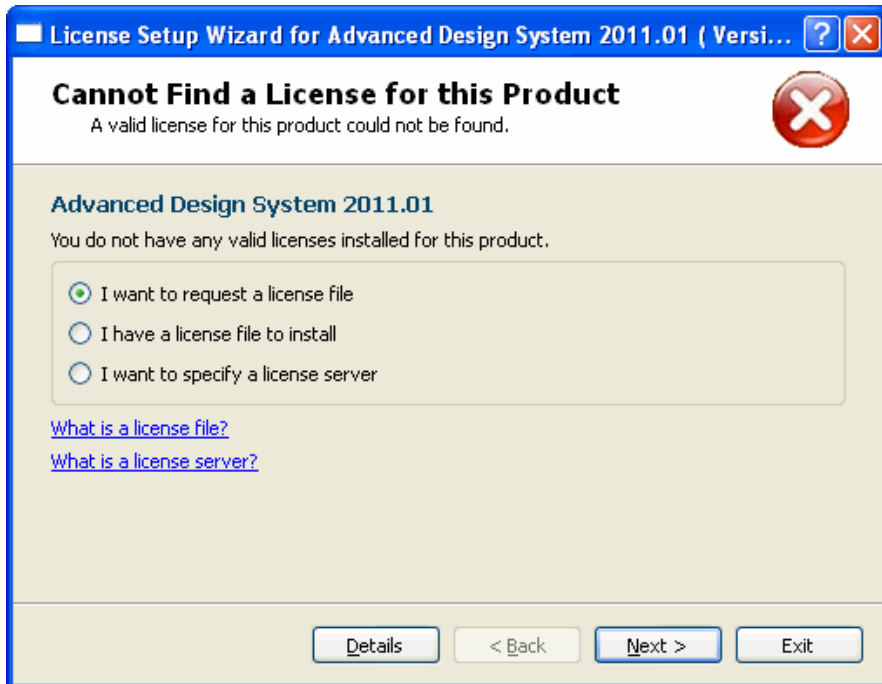 License Setup Wizard for Advanced Design System 2011.01 ( Versi...
Cannot Find a License for this Product
A valid license for this product could not be found.
Advanced Design System 2011.01
You do not have any valid licenses installed for this product.
I want to request a license file
I have a license file to install
I want to specify a license server
What is a license file?
What is a license server?
Details
< Back
Next >
Exit